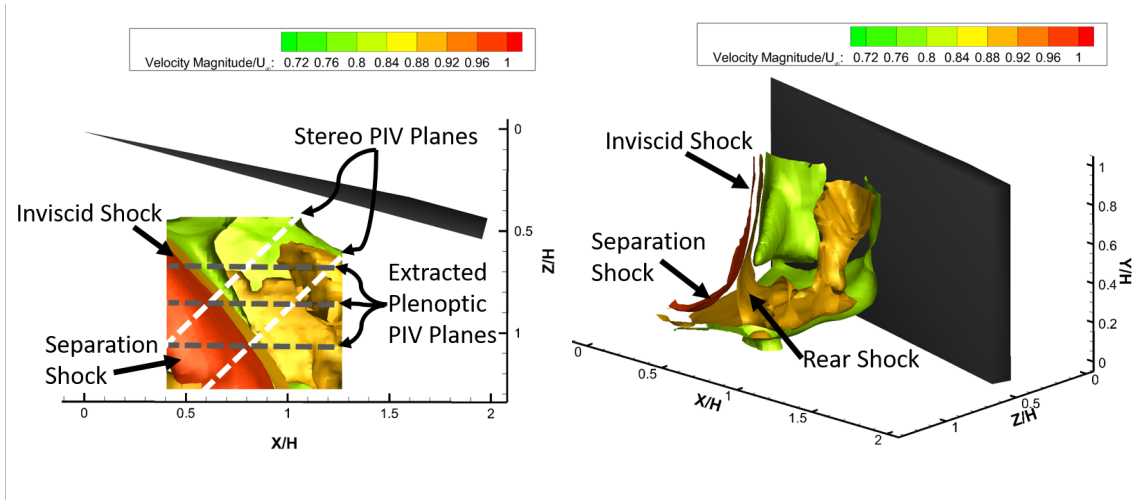 0.72 0.76 0.8 0.84 0.88 0.92 0.96 1
Velocity Magnitude/U∞:
Stereo PIV Planes
Inviscid Shock
Extracted
Plenoptic
PIV Planes
Separation
Shock
0
0.5
1
Z/H
0 0.5 1 1.5 2
X/H
Velocity Magnitude/U∞: 0.72 0.76 0.8 0.84 0.88 0.92 0.96 1
Inviscid Shock
Separation
Shock
Rear Shock
1
0.8
0.6
0.4
0.2
0
Y/H
0 0.5 1 1.5 2
X/H
0
0.5
1
Z/H